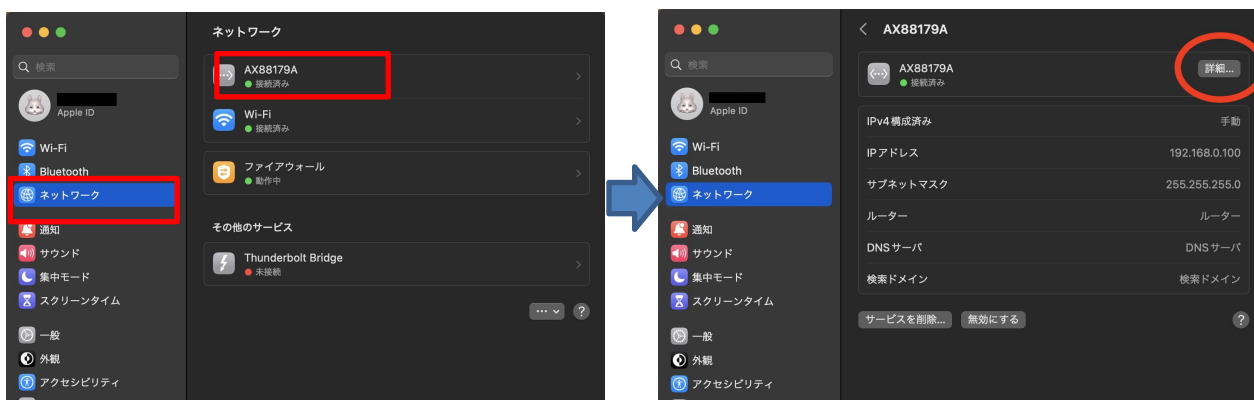 検索
Apple ID
Wi-Fi
Bluetooth
ネットワーク
通知
サウンド
集中モード
スクリーンタイム
一般
外観
アクセシビリティ
ネットワーク
AX88179A
接続済み
Wi-Fi
接続済み
ファイアウォール
動作中
その他のサービス
Thunderbolt Bridge
未接続
?
検索
Apple ID
Wi-Fi
Bluetooth
ネットワーク
通知
サウンド
集中モード
スクリーンタイム
一般
外観
アクセシビリティ
AX88179A
AX88179A
接続済み
詳細...
IPv4構成済み 手動
IPアドレス 192.168.0.100
サブネットマスク 255.255.255.0
ルーター ルーター
DNSサーバ DNSサーバ
検索ドメイン 検索ドメイン
サービスを削除... 無効にする ?